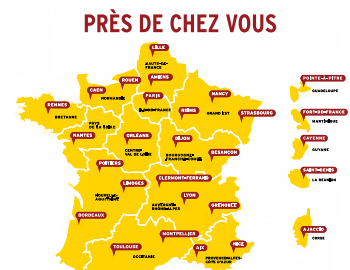 PRÈS DE CHEZ VOUS
LILLE
HAUTS-DE-
FRANCE
ROUEN
AMIENS
CAEN
NORMANDIE
PARIS
ÎLE-DE-FRANCE
REIMS
NANCY
GRAND EST
STRASBOURG
RENNES
BRETAGNE
PAYS
DE LA LOIRE
NANTES
ORLÉANS
CENTRE-
VAL DE LOIRE
DIJON
BOURGOGNE-
FRANCHE-COMTÉ
BESANÇON
POITIERS
LIMOGES
NOUVELLE-
AQUITAINE
CLERMONT-FERRAND
LYON
AUVERGNE-
RHÔNE-ALPES
GRENOBLE
BORDEAUX
TOULOUSE
OCCITANIE
MONTPELLIER
AIX
NICE
PROVENCE-ALPES-
CÔTE D'AZUR
POINTE-À-PITRE
GUADELOUPE
FORT-DE-FRANCE
MARTINIQUE
CAYENNE
GUYANE
SAINT-DENIS
LA RÉUNION
AJACCIO
CORSE